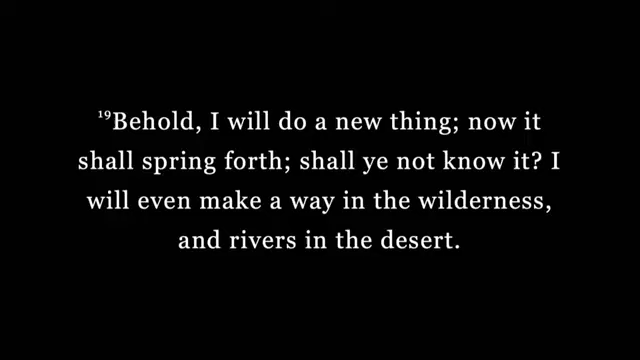 ¹⁹Behold, I will do a new thing; now it
shall spring forth; shall ye not know it? I
will even make a way in the wilderness,
and rivers in the desert.